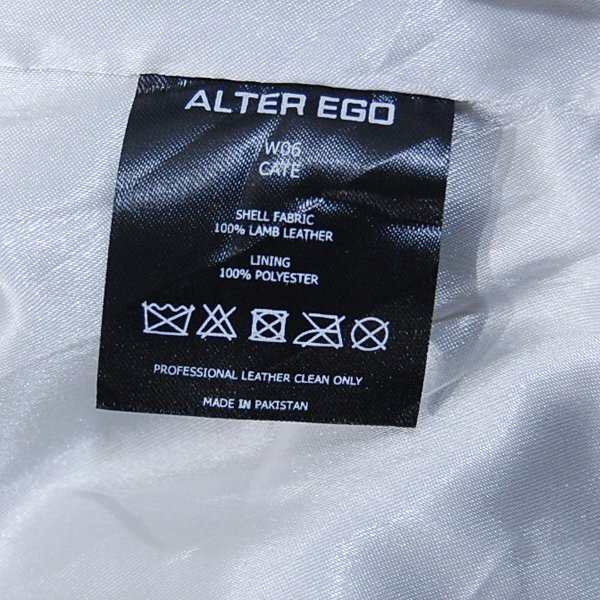 ALTER EGO
W06
CATE
SHELL FABRIC
100% LAMB LEATHER
LINING
100% POLYESTER
PROFESSIONAL LEATHER CLEAN ONLY
MADE IN PAKISTAN